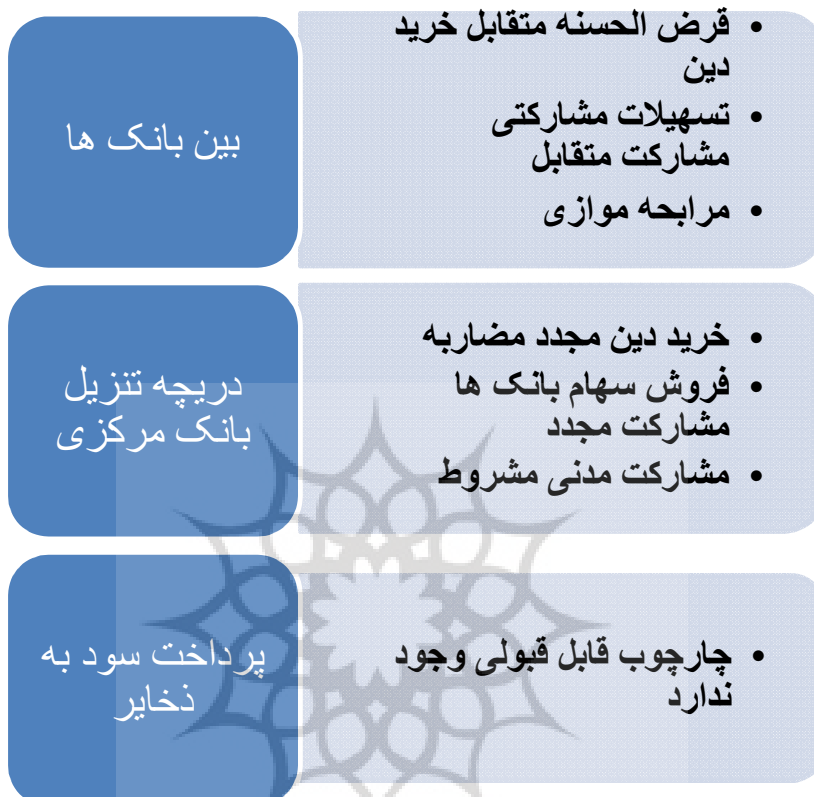 بین بانک ها
• قرض الحسنه متقابل خرید
دین
• تسهیلات مشارکتی
مشارکت متقابل
• مرابحه موازی
دریچه تنزیل
بانک مرکزی
• خرید دین مجدد مضاربه
• فروش سهام بانک ها
مشارکت مجدد
• مشارکت مدنی مشروط
پرداخت سود به
ذخایر
• چارچوب قابل قبولی وجود
ندارد